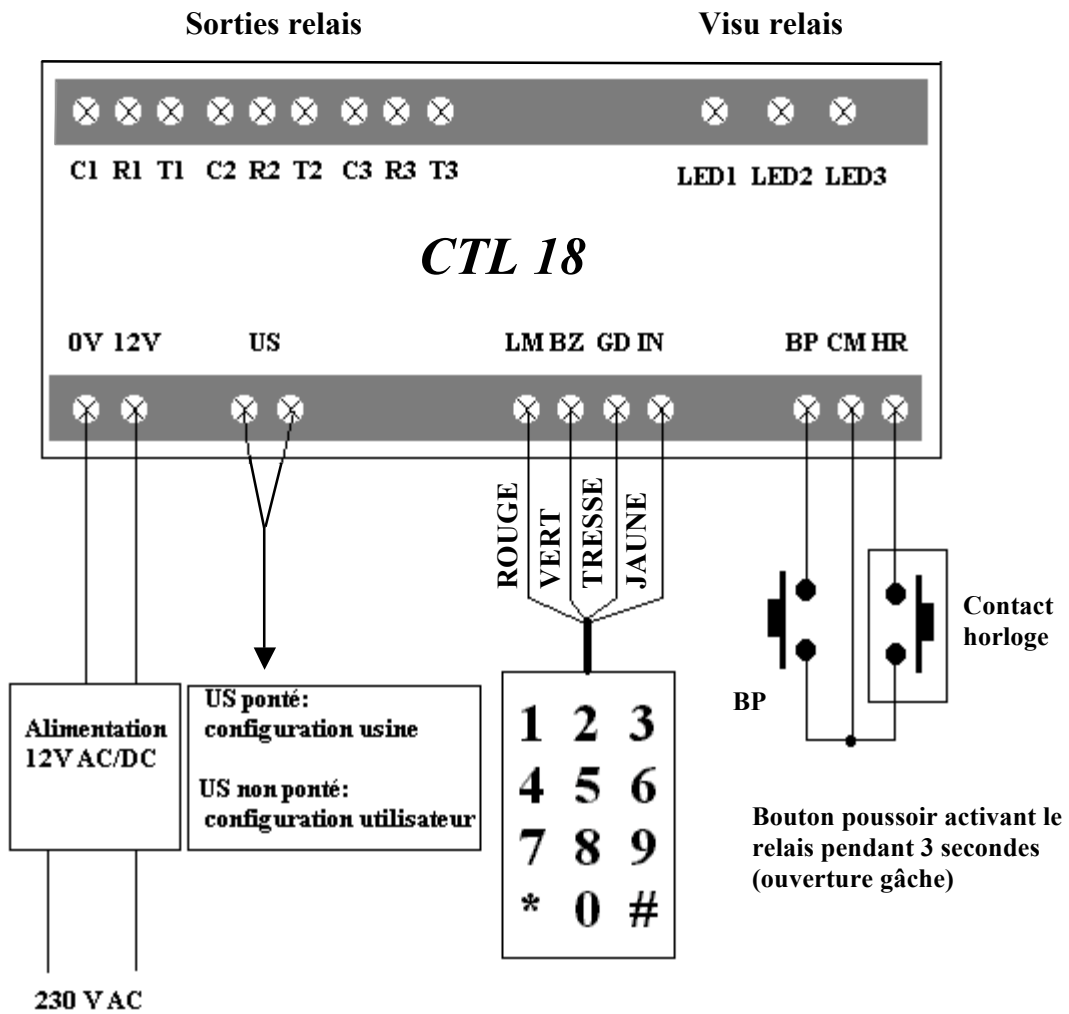 Sorties relais
Visu relais
C1 R1 T1 C2 R2 T2 C3 R3 T3
LED1 LED2 LED3
CTL 18
0V 12V
US
LM BZ GD IN
BP CM HR
ROUGE
VERT
TRESSE
JAUNE
Contact
horloge
BP
Alimentation
12V AC/DC
US ponté:
configuration usine
US non ponté:
configuration utilisateur
1 2 3
4 5 6
7 8 9
* 0 #
Bouton poussoir activant le
relais pendant 3 secondes
(ouverture gâche)
230 V AC